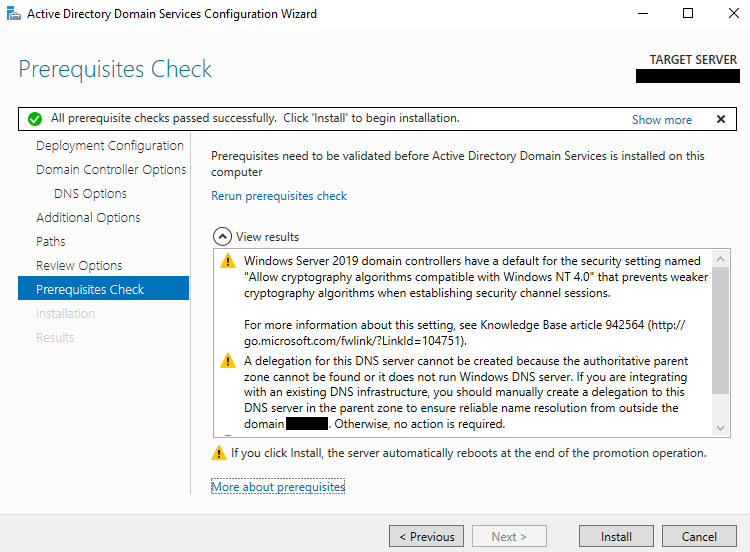 Active Directory Domain Services Configuration Wizard
Prerequisites Check
TARGET SERVER
All prerequisite checks passed successfully. Click 'Install' to begin installation.
Show more
Deployment Configuration
Domain Controller Options
DNS Options
Additional Options
Paths
Review Options
Prerequisites Check
Installation
Results
Prerequisites need to be validated before Active Directory Domain Services is installed on this
computer
Rerun prerequisites check
View results
Windows Server 2019 domain controllers have a default for the security setting named
"Allow cryptography algorithms compatible with Windows NT 4.0" that prevents weaker
cryptography algorithms when establishing security channel sessions.
For more information about this setting, see Knowledge Base article 942564 (http://
go.microsoft.com/fwlink/?LinkId=104751).
A delegation for this DNS server cannot be created because the authoritative parent
zone cannot be found or it does not run Windows DNS server. If you are integrating
with an existing DNS infrastructure, you should manually create a delegation to this
DNS server in the parent zone to ensure reliable name resolution from outside the
domain . Otherwise, no action is required.
If you click Install, the server automatically reboots at the end of the promotion operation.
More about prerequisites
< Previous
Next >
Install
Cancel